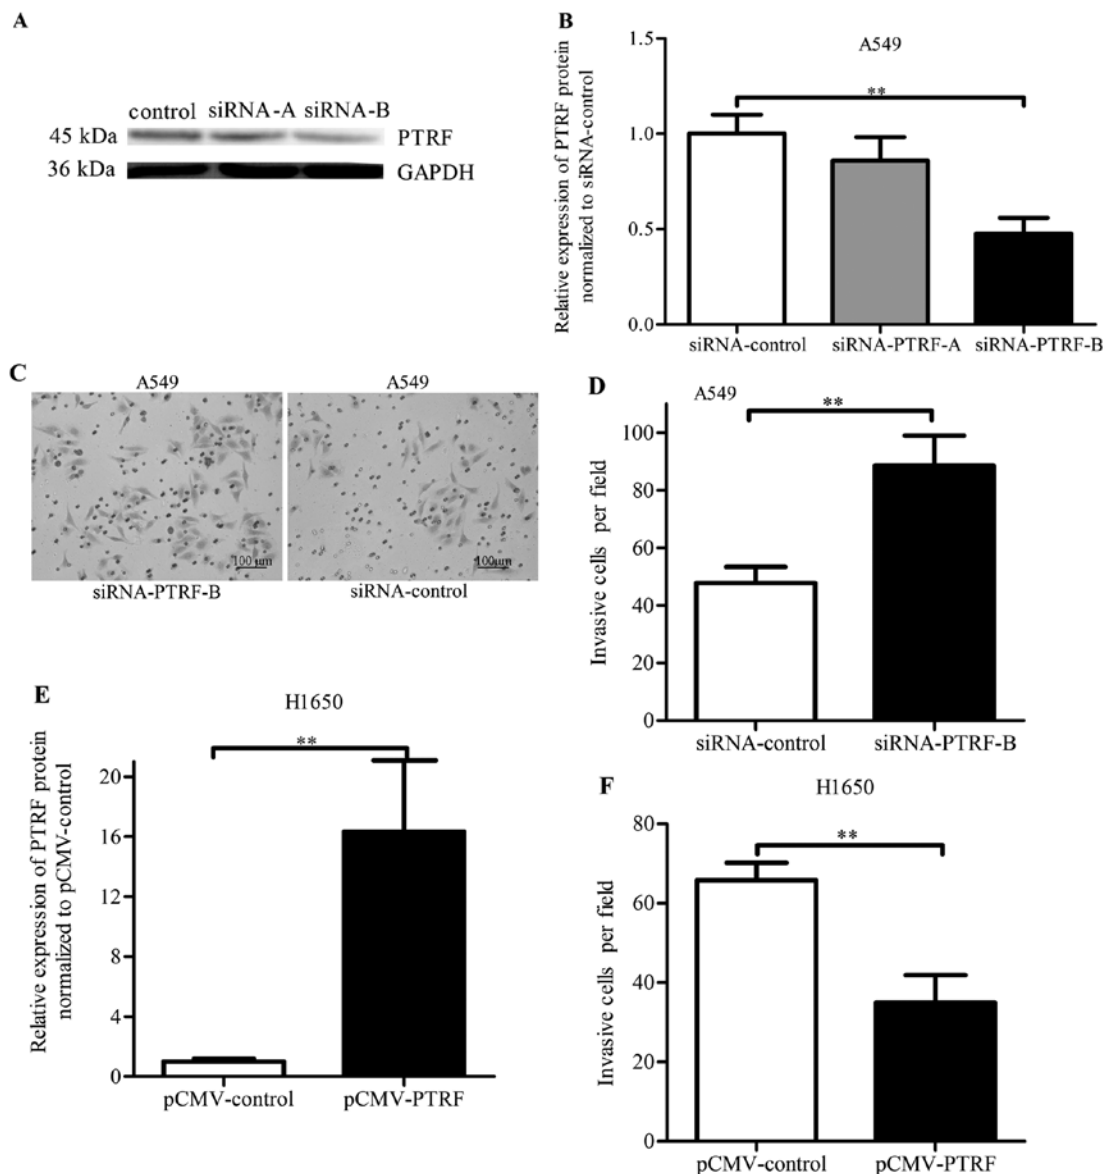 A
control siRNA-A siRNA-B
45 kDa PTRF
36 kDa GAPDH
B
A549
Relative expression of PTRF protein
normalized to siRNA-control
1.5
1.0
0.5
0.0
**
siRNA-control siRNA-PTRF-A siRNA-PTRF-B
C
A549 A549
100 μm 100μm
siRNA-PTRF-B siRNA-control
D
A549
**
Invasive cells per field
100
80
60
40
20
0
siRNA-control siRNA-PTRF-B
E
H1650
**
Relative expression of PTRF protein
normalized to pCMV-control
20
16
12
8
4
0
pCMV-control pCMV-PTRF
F
H1650
**
Invasive cells per field
80
60
40
20
0
pCMV-control pCMV-PTRF